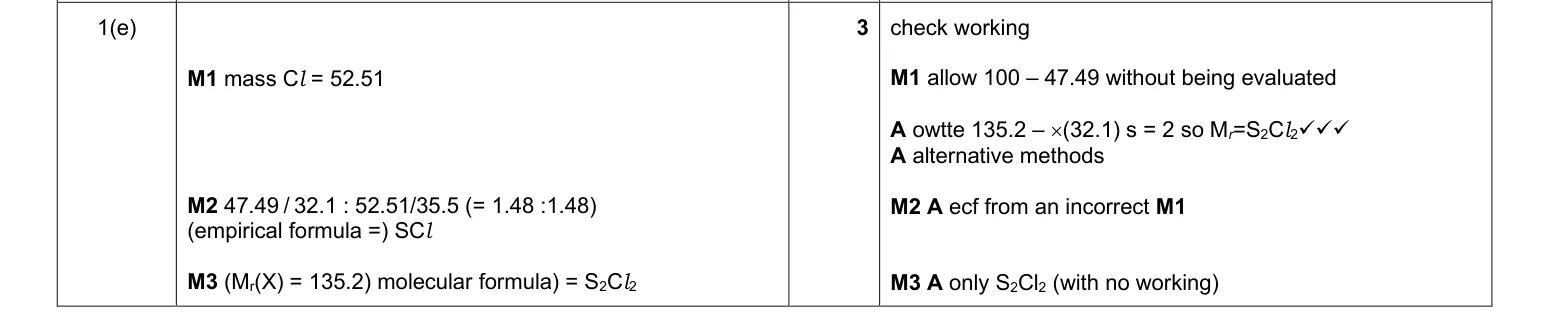 1(e) 3 check working
M1 mass Cl = 52.51 M1 allow 100 – 47.49 without being evaluated
A owtte 135.2 – ×(32.1) s = 2 so Mᵣ=S₂Cl₂✓✓✓
A alternative methods
M2 47.49 / 32.1 : 52.51/35.5 (= 1.48 :1.48) M2 A ecf from an incorrect M1
(empirical formula =) SCl
M3 (Mᵣ(X) = 135.2) molecular formula) = S₂Cl₂ M3 A only S₂Cl₂ (with no working)